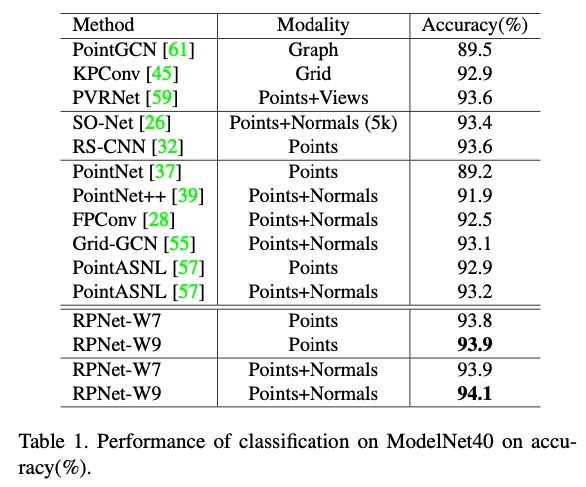 Method Modality Accuracy(%)
PointGCN [61] Graph 89.5
KPConv [45] Grid 92.9
PVRNet [59] Points+Views 93.6
SO-Net [26] Points+Normals (5k) 93.4
RS-CNN [32] Points 93.6
PointNet [37] Points 89.2
PointNet++ [39] Points+Normals 91.9
FPConv [28] Points+Normals 92.5
Grid-GCN [55] Points+Normals 93.1
PointASNL [57] Points 92.9
PointASNL [57] Points+Normals 93.2
RPNet-W7 Points 93.8
RPNet-W9 Points 93.9
RPNet-W7 Points+Normals 93.9
RPNet-W9 Points+Normals 94.1
Table 1. Performance of classification on ModelNet40 on accu-
racy(%).